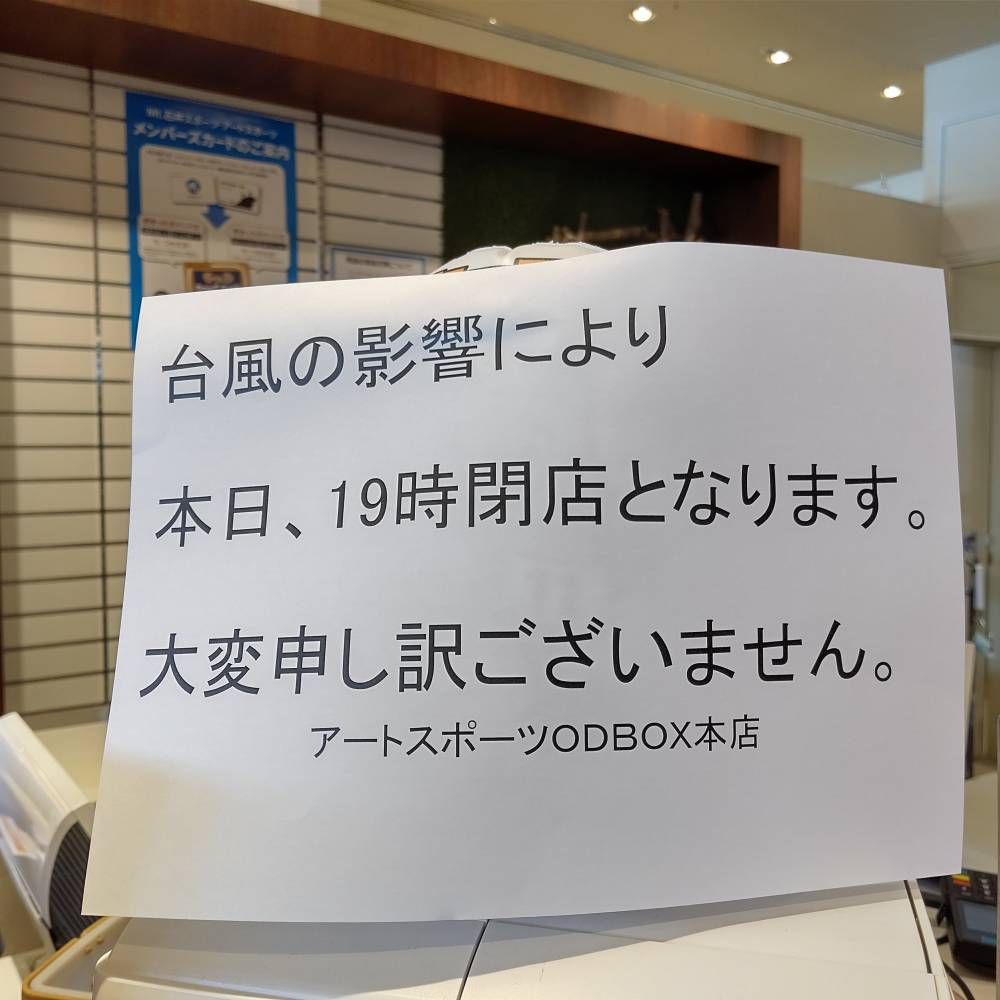 メンバーズカードのご案内
台風の影響により
本日、19時閉店となります。
大変申し訳ございません。
アートスポーツODBOX本店